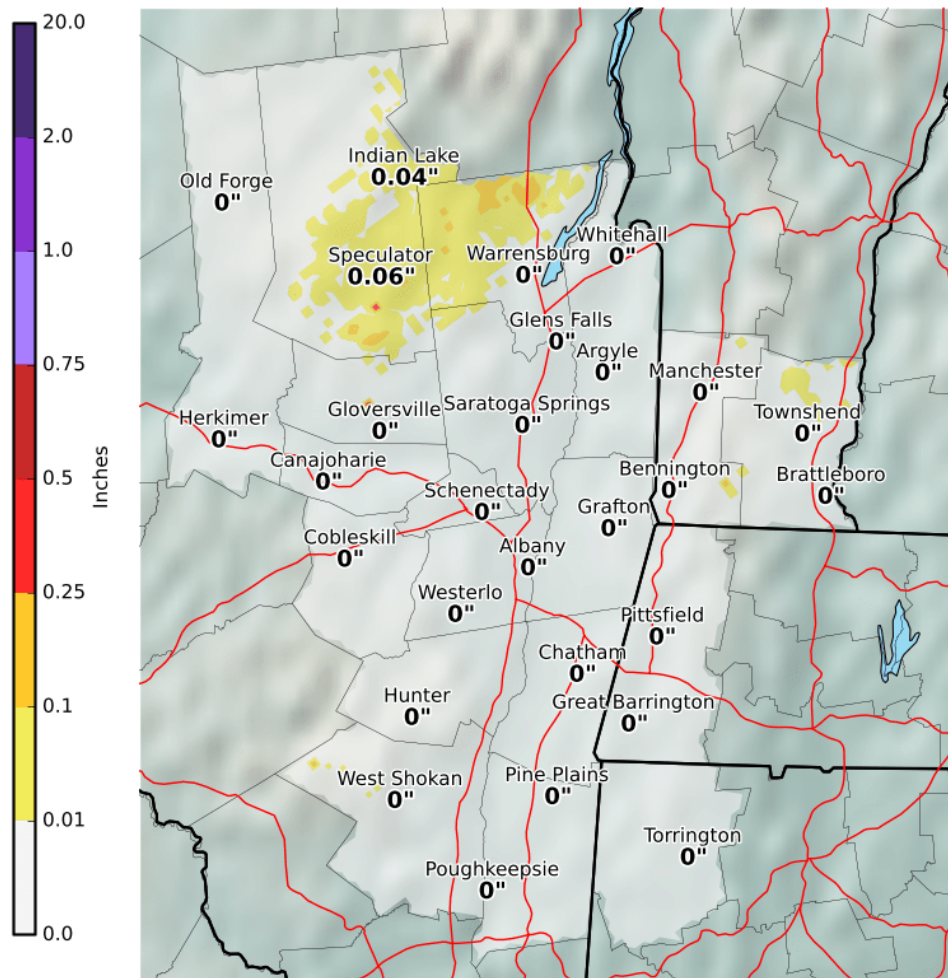 20.0
2.0
1.0
0.75
0.5
0.25
0.1
0.01
0.0
Inches
Indian Lake
0.04"
Old Forge
0"
Speculator
0.06"
Warrensburg
0"
Whitehall
0"
Glens Falls
0"
Argyle
0"
Manchester
0"
Herkimer
0"
Gloversville
0"
Saratoga Springs
0"
Townshend
0"
Canajoharie
0"
Schenectady
0"
Bennington
0"
Brattleboro
0"
Grafton
0"
Cobleskill
0"
Albany
0"
Westerlo
0"
Pittsfield
0"
Chatham
0"
Hunter
0"
Great Barrington
0"
West Shokan
0"
Pine Plains
0"
Torrington
0"
Poughkeepsie
0"